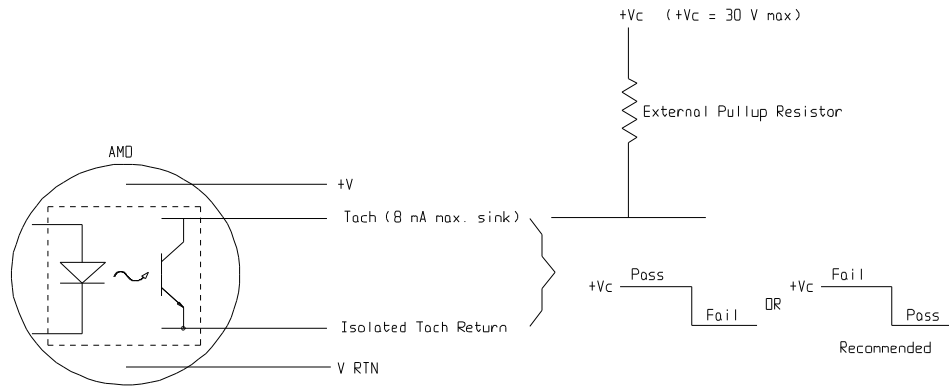 +Vc (+Vc = 30 V max)
External Pullup Resistor
AMD
+V
Tach (8 mA max. sink)
Isolated Tach Return
V RTN
+Vc Pass Fail
OR
+Vc Fail Pass
Recommended